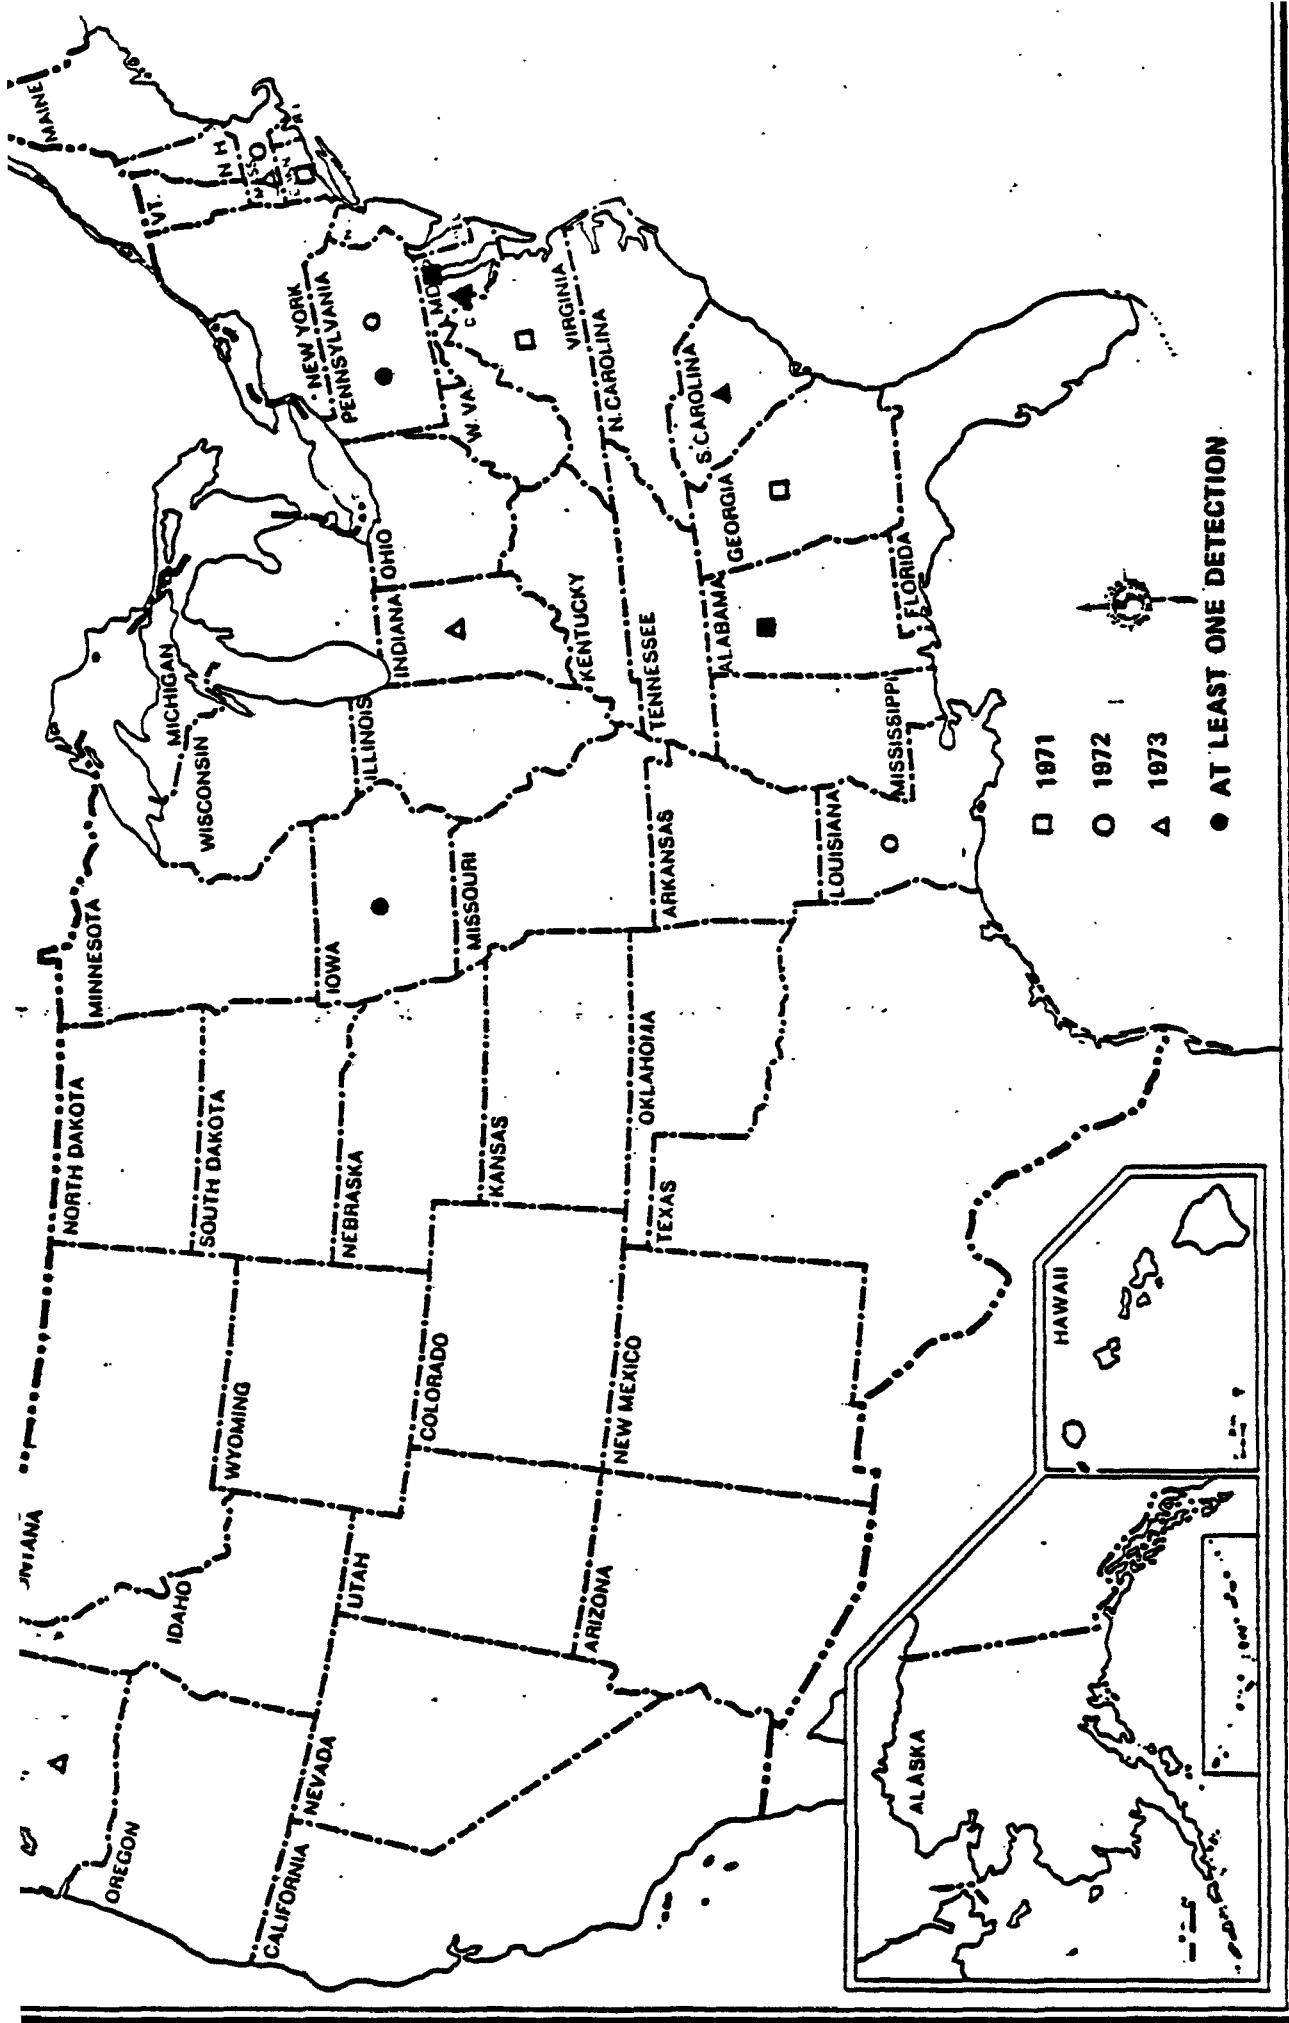 MAINE
VT.
N H
NEW YORK
PENNSYLVANIA
MD
W. VA.
VIRGINIA
N. CAROLINA
S. CAROLINA
GEORGIA
FLORIDA
ALABAMA
MISSISSIPPI
TENNESSEE
KENTUCKY
OHIO
INDIANA
ILLINOIS
MICHIGAN
WISCONSIN
MINNESOTA
IOWA
MISSOURI
ARKANSAS
LOUISIANA
NORTH DAKOTA
SOUTH DAKOTA
NEBRASKA
KANSAS
OKLAHOMA
TEXAS
WYOMING
COLORADO
NEW MEXICO
IDAHO
UTAH
ARIZONA
OREGON
NEVADA
CALIFORNIA
ALASKA
HAWAII
□ 1971
○ 1972
△ 1973
● AT LEAST ONE DETECTION